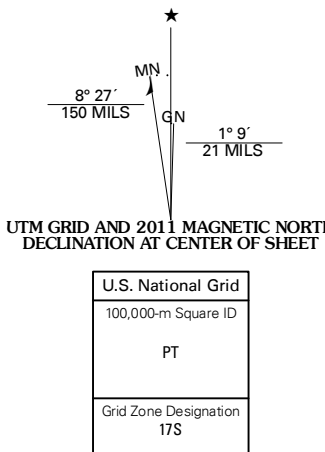 ★
MN
8° 27´
150 MILS
GN
1° 9´
21 MILS
UTM GRID AND 2011 MAGNETIC NORTH
DECLINATION AT CENTER OF SHEET
U.S. National Grid
100,000-m Square ID
PT
Grid Zone Designation
17S